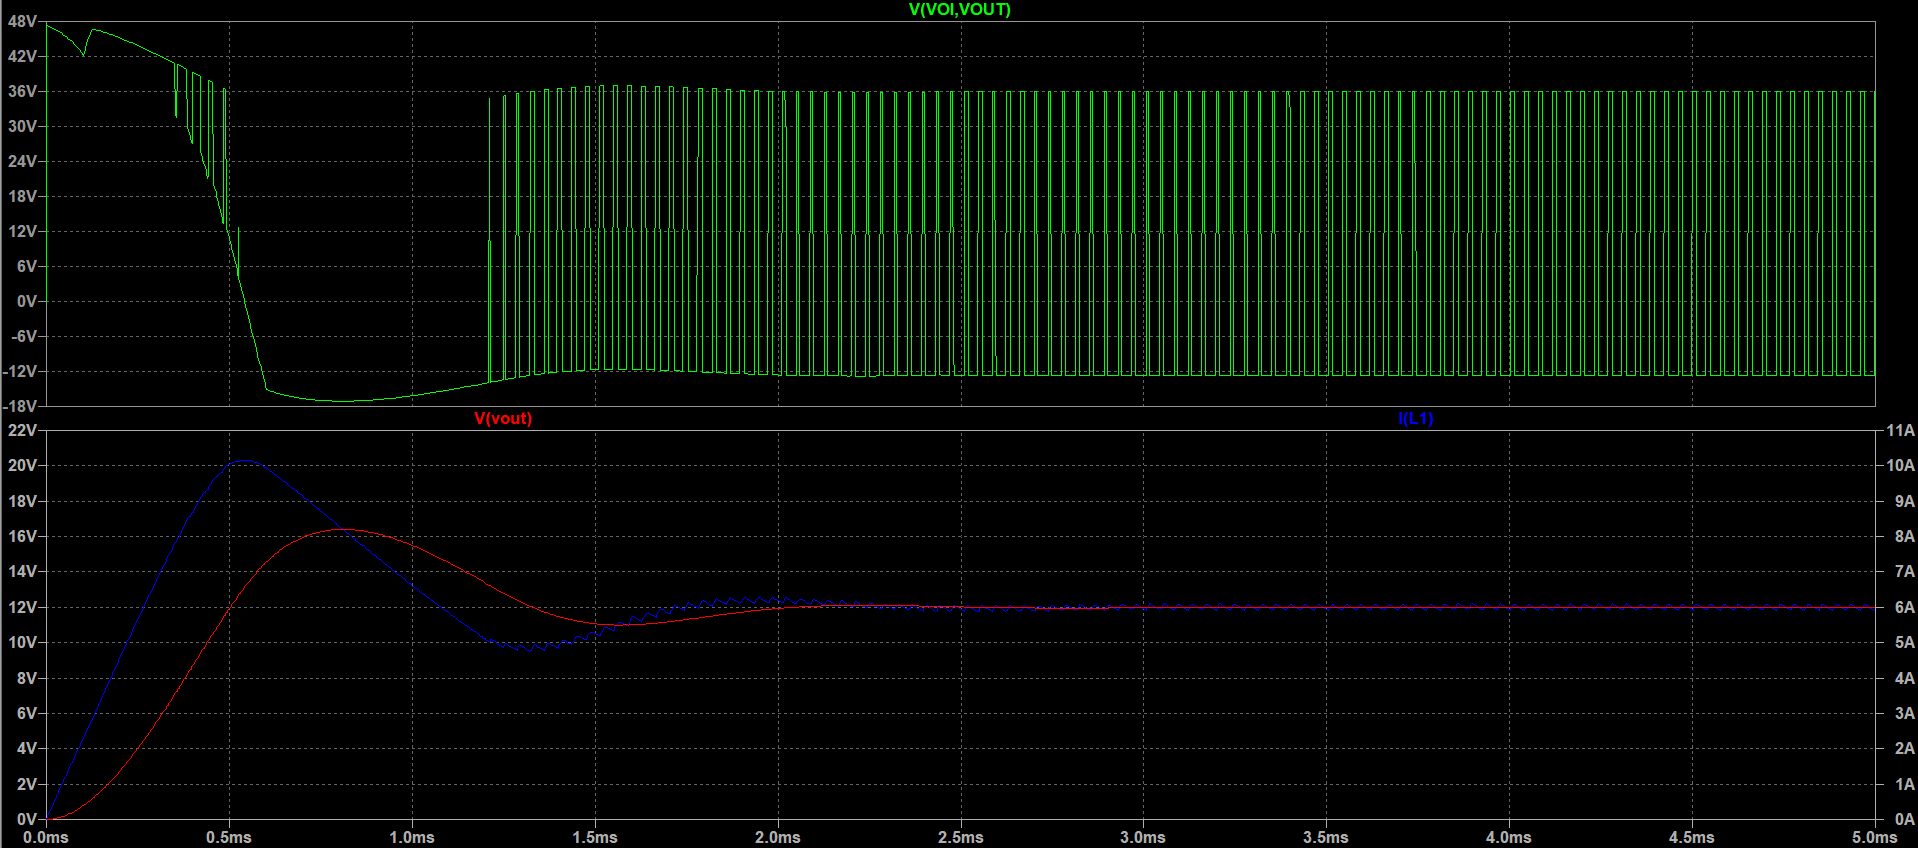 V(VOI,VOUT)
48V
42V
36V
30V
24V
18V
12V
6V
0V
-6V
-12V
-18V
V(vout) I(L1)
22V 11A
20V 10A
18V 9A
16V 8A
14V 7A
12V 6A
10V 5A
8V 4A
6V 3A
4V 2A
2V 1A
0V 0A
0.0ms 0.5ms 1.0ms 1.5ms 2.0ms 2.5ms 3.0ms 3.5ms 4.0ms 4.5ms 5.0ms